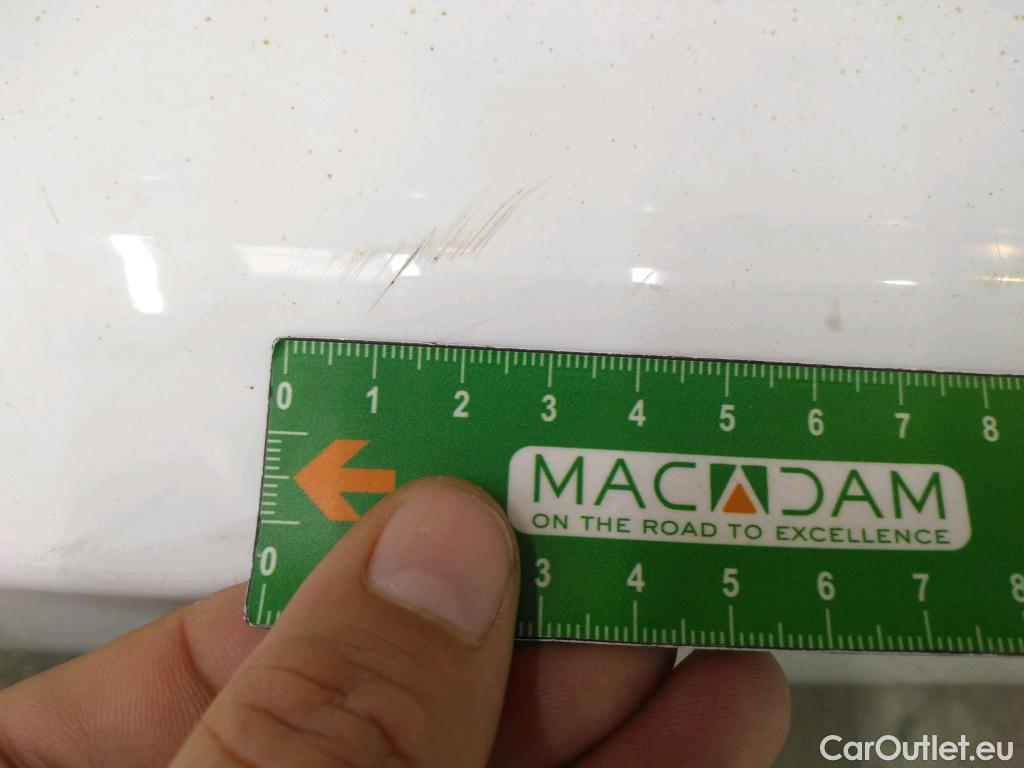 0 1 2 3 4 5 6 7 8
MACADAM
ON THE ROAD TO EXCELLENCE
0 3 4 5 6 7 8
CarOutlet.eu